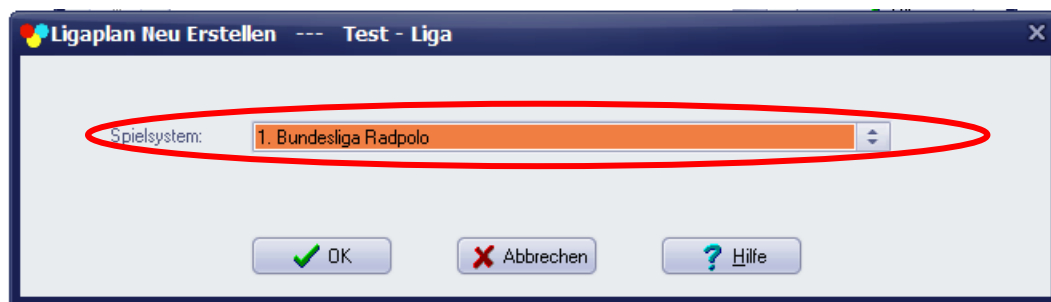 Ligaplan Neu Erstellen --- Test - Liga
Spielsystem: 1. Bundesliga Radpolo
OK Abbrechen Hilfe